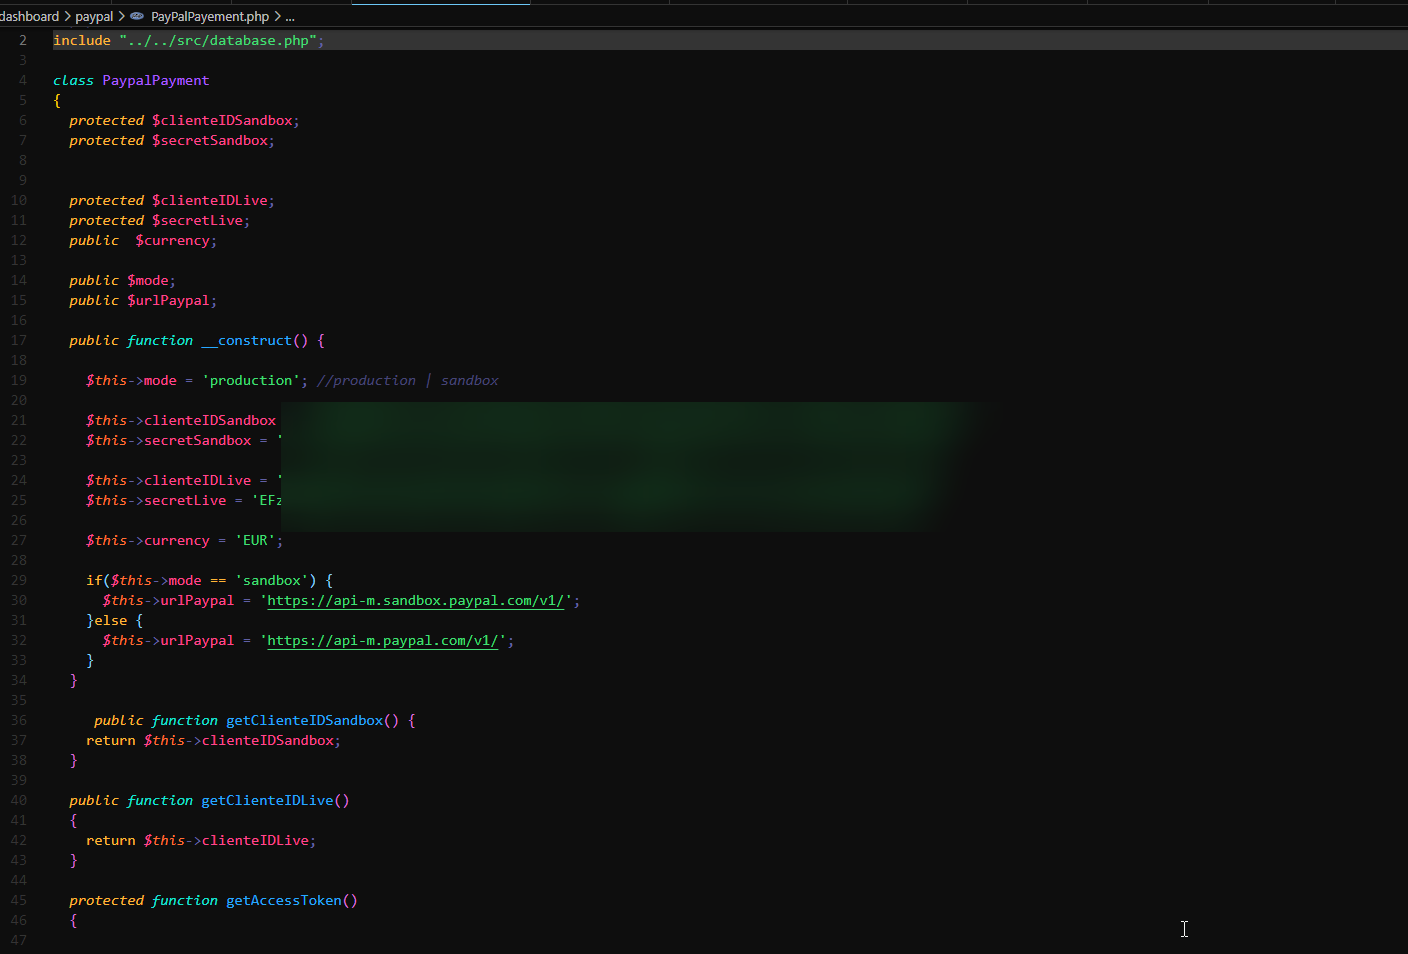 dashboard > paypal > PayPalPayement.php > ...
2 include "../../src/database.php";
3
4 class PaypalPayment
5 {
6 protected $clienteIDSandbox;
7 protected $secretSandbox;
8
9
10 protected $clienteIDLive;
11 protected $secretLive;
12 public  $currency;
13
14 public $mode;
15 public $urlPaypal;
16
17 public function __construct() {
18
19 $this->mode = 'production'; //production | sandbox
20
21 $this->clienteIDSandbox
22 $this->secretSandbox = '
23
24 $this->clienteIDLive = '
25 $this->secretLive = 'EFz
26
27 $this->currency = 'EUR';
28
29 if($this->mode == 'sandbox') {
30 $this->urlPaypal = 'https://api-m.sandbox.paypal.com/v1/';
31 }else {
32 $this->urlPaypal = 'https://api-m.paypal.com/v1/';
33 }
34 }
35
36 public function getClienteIDSandbox() {
37 return $this->clienteIDSandbox;
38 }
39
40 public function getClienteIDLive()
41 {
42 return $this->clienteIDLive;
43 }
44
45 protected function getAccessToken()
46 {
47